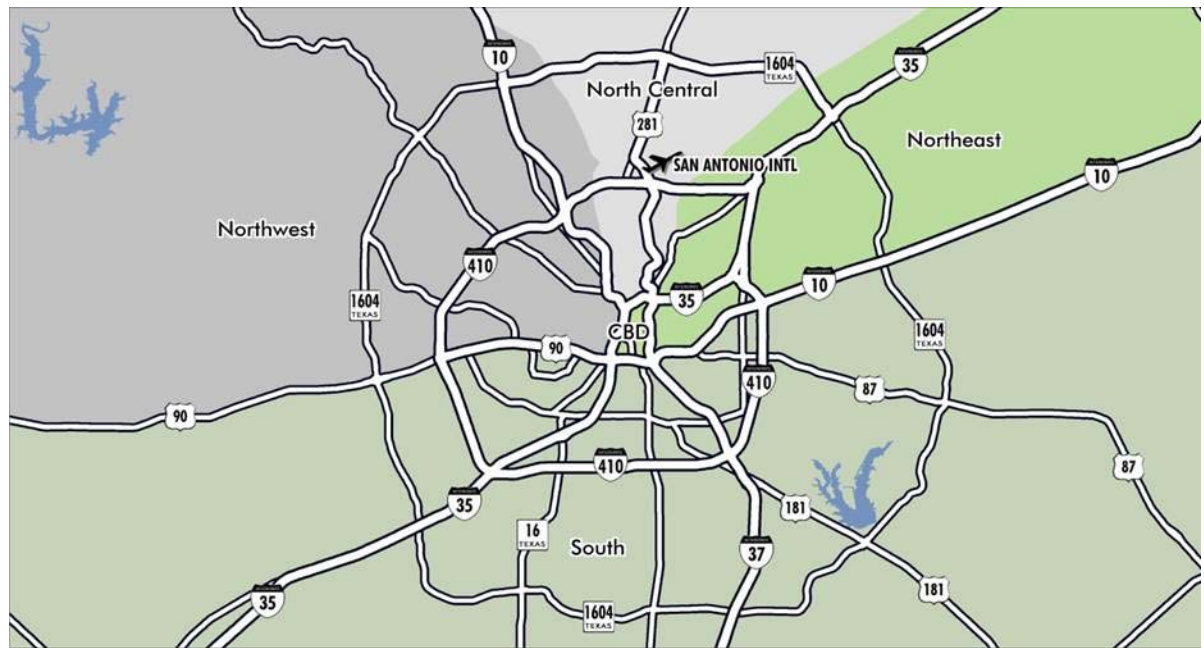 10
1604
TEXAS
35
North Central
281
Northeast
SAN ANTONIO INTL
10
Northwest
410
10
1604
TEXAS
35
CBD
1604
TEXAS
90
410
87
90
410
87
35
181
16
TEXAS
South
37
35
1604
TEXAS
181